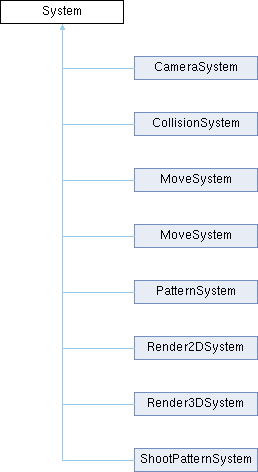 System
CameraSystem
CollisionSystem
MoveSystem
MoveSystem
PatternSystem
Render2DSystem
Render3DSystem
ShootPatternSystem